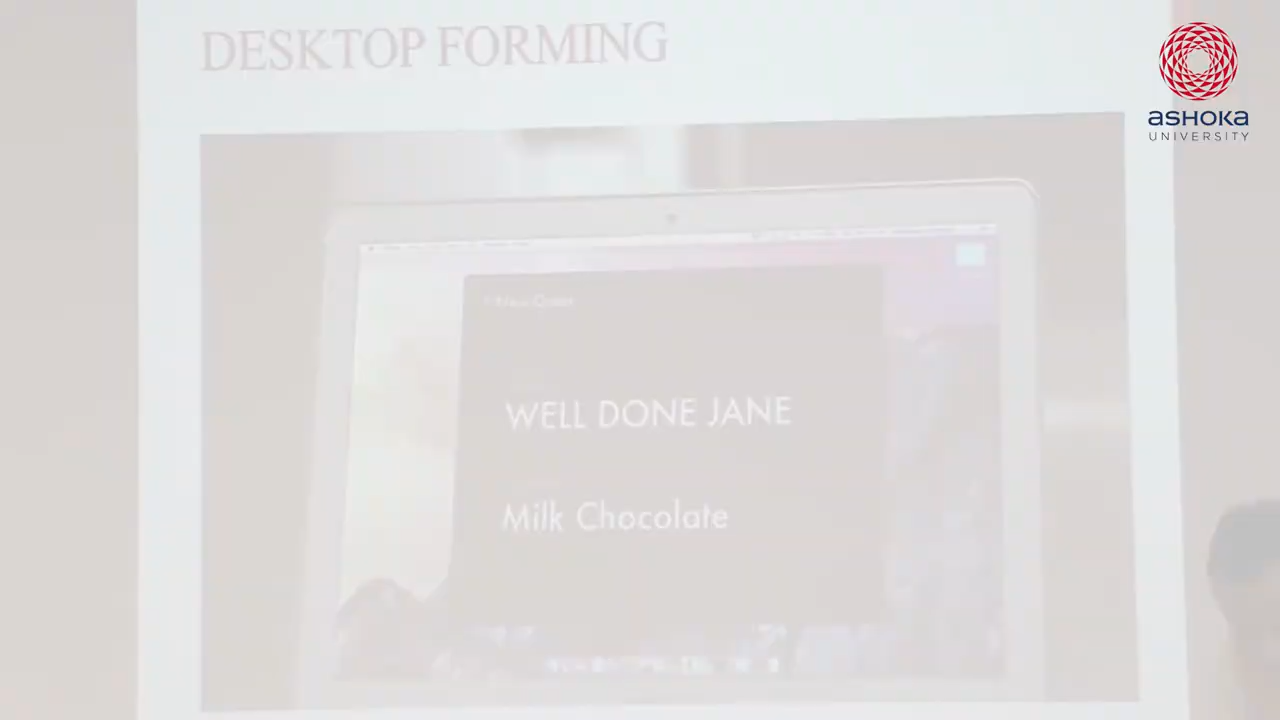 DESKTOP FORMING
ASHOKA
UNIVERSITY
WELL DONE JANE
Milk Chocolate